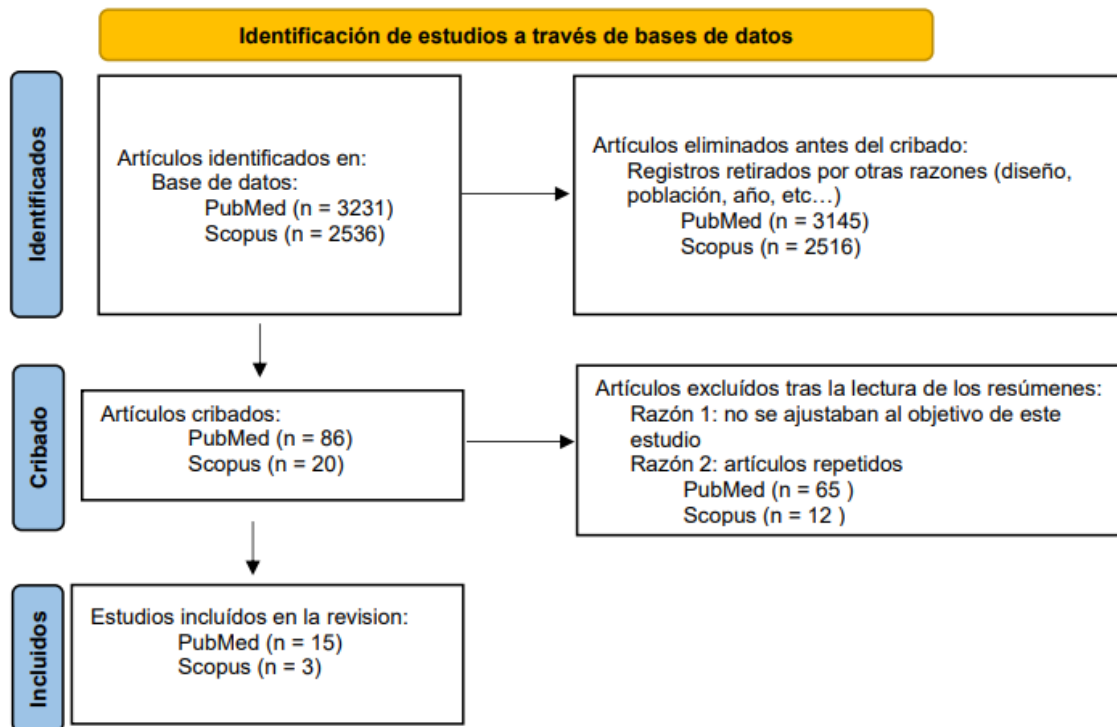 Identificación de estudios a través de bases de datos
Identificados
Artículos identificados en:
Base de datos:
PubMed (n = 3231)
Scopus (n = 2536)
Artículos eliminados antes del cribado:
Registros retirados por otras razones (diseño,
población, año, etc…)
PubMed (n = 3145)
Scopus (n = 2516)
Cribado
Artículos cribados:
PubMed (n = 86)
Scopus (n = 20)
Artículos excluídos tras la lectura de los resúmenes:
Razón 1: no se ajustaban al objetivo de este
estudio
Razón 2: artículos repetidos
PubMed (n = 65 )
Scopus (n = 12 )
Incluidos
Estudios incluídos en la revision:
PubMed (n = 15)
Scopus (n = 3)